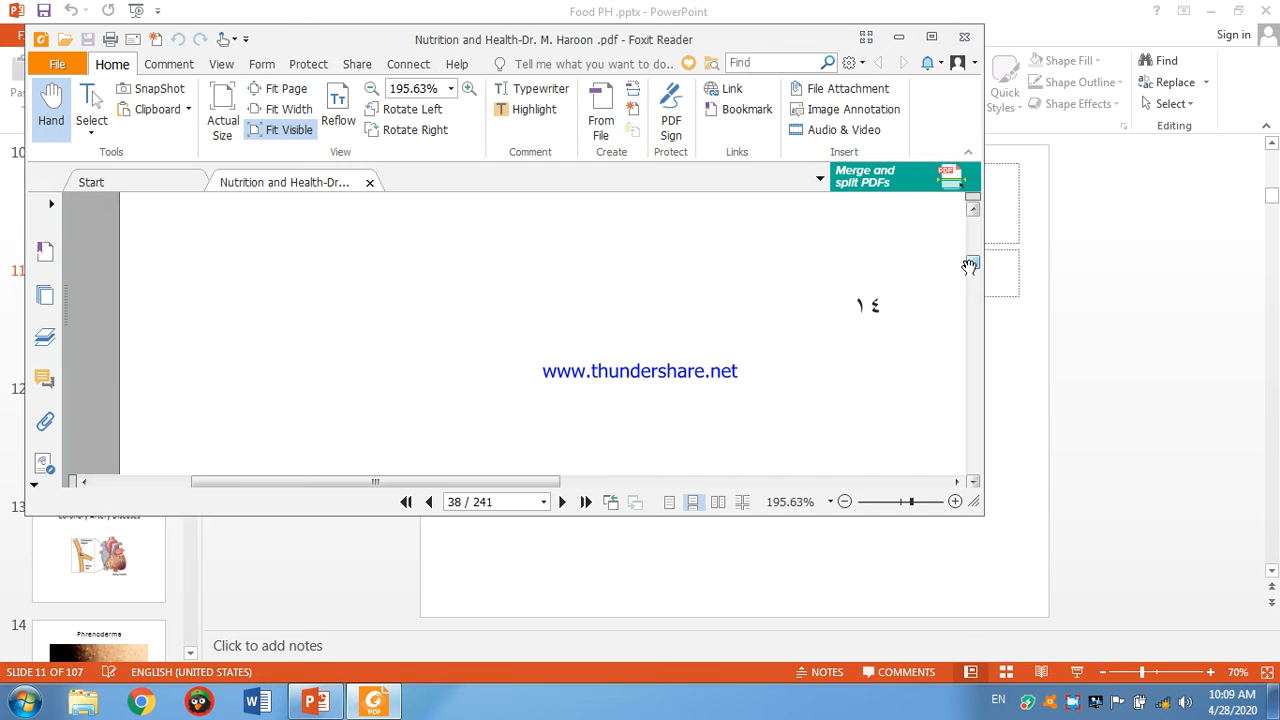 Food PH .pptx - PowerPoint
Sign in
Nutrition and Health-Dr. M. Haroon .pdf - Foxit Reader
File
Home
Comment
View
Form
Protect
Share
Connect
Help
Tell me what you want to do..
Find
Hand
Select
SnapShot
Clipboard
Actual
Size
Fit Page
Fit Width
Fit Visible
Reflow
195.63%
Rotate Left
Rotate Right
Typewriter
Highlight
From
File
PDF
Sign
Link
Bookmark
File Attachment
Image Annotation
Audio & Video
Tools
View
Comment
Create
Protect
Links
Insert
Quick
Styles
Shape Fill
Shape Outline
Shape Effects
Find
Replace
Select
Editing
Start
Nutrition and Health-Dr...
Merge and
split PDFs
PDF
١٤
www.thundershare.net
38 / 241
195.63%
10
11
12
13
Coronary Artery Diseases
14
Phrenoderma
Click to add notes
SLIDE 11 OF 107
ENGLISH (UNITED STATES)
NOTES
COMMENTS
70%
EN
10:09 AM
4/28/2020